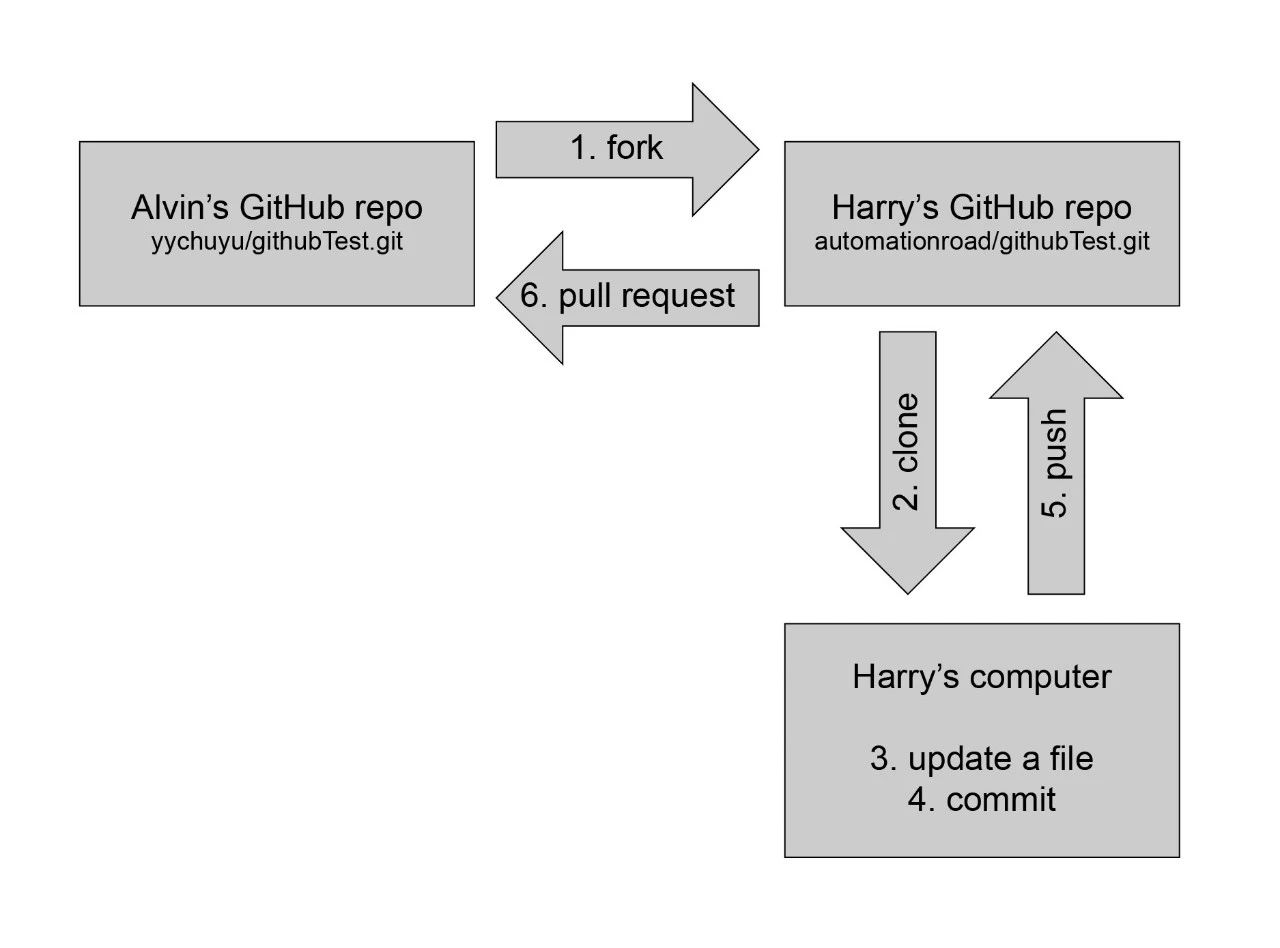 1. fork
Alvin’s GitHub repo
yychuyu/githubTest.git
Harry’s GitHub repo
automationroad/githubTest.git
6. pull request
2. clone
5. push
Harry’s computer
3. update a file
4. commit